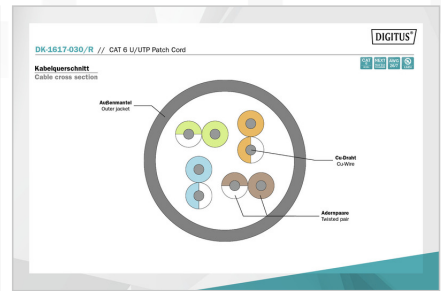 DIGITUS®
DK-1617-030/R // CAT 6 U/UTP Patch Cord
Kabelquerschnitt
Cable cross section
Außenmantel
Outer jacket
Cu-Draht
Cu-Wire
Adernpaare
Twisted pair